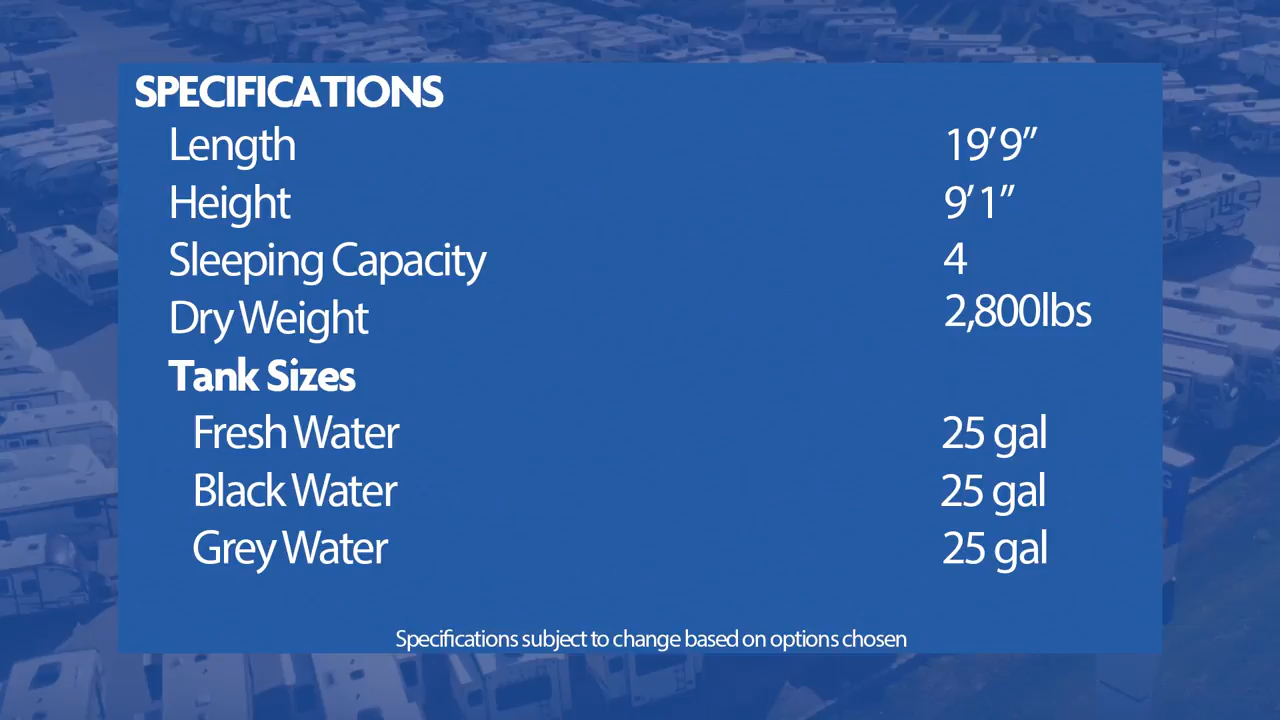 SPECIFICATIONS
Length 19’9”
Height 9’1”
Sleeping Capacity 4
Dry Weight 2,800lbs
Tank Sizes
Fresh Water 25 gal
Black Water 25 gal
Grey Water 25 gal
Specifications subject to change based on options chosen